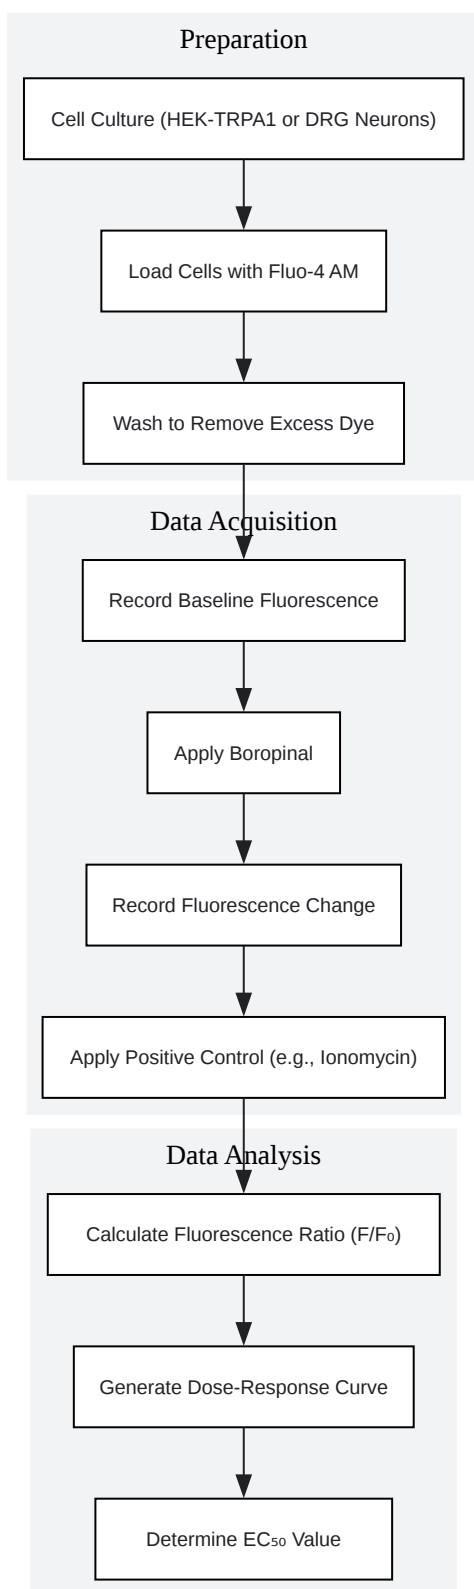 Preparation
Cell Culture (HEK-TRPA1 or DRG Neurons)
Load Cells with Fluo-4 AM
Wash to Remove Excess Dye
Data Acquisition
Record Baseline Fluorescence
Apply Boropinal
Record Fluorescence Change
Apply Positive Control (e.g., Ionomycin)
Data Analysis
Calculate Fluorescence Ratio (F/F₀)
Generate Dose-Response Curve
Determine EC₅₀ Value